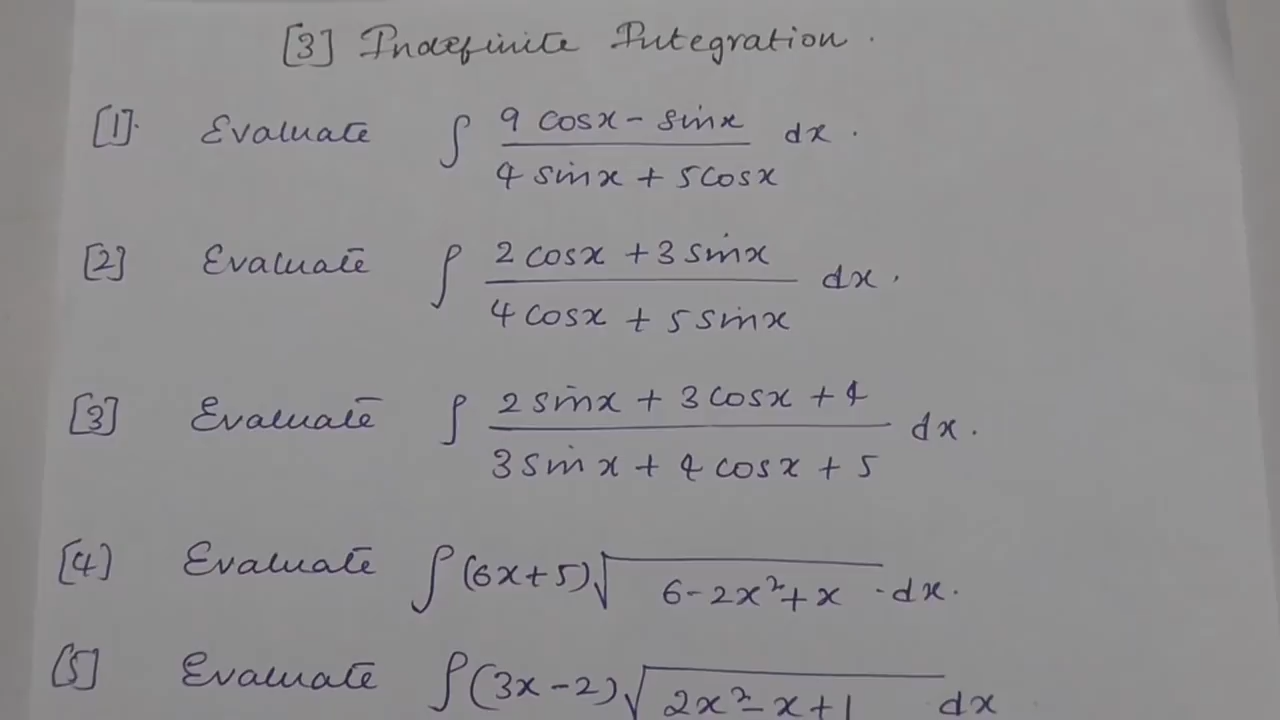 [3] Indefinite Integration.
[1]. Evaluate ∫ (9 cosx - sinx)/(4 sinx + 5cosx) dx.
[2] Evaluate ∫ (2 cosx + 3 sinx)/(4 cosx + 5 sinx) dx.
[3] Evaluate ∫ (2 sinx + 3 cosx + 4)/(3 sinx + 4 cosx + 5) dx.
[4] Evaluate ∫(6x+5)√(6-2x²+x) .dx.
[5] Evaluate ∫(3x-2)√(2x²-x+1) dx